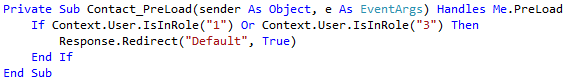 Private Sub Contact_PreLoad(sender As Object, e As EventArgs) Handles Me.PreLoad
    If Context.User.IsInRole("1") Or Context.User.IsInRole("3") Then
        Response.Redirect("Default", True)
    End If
End Sub